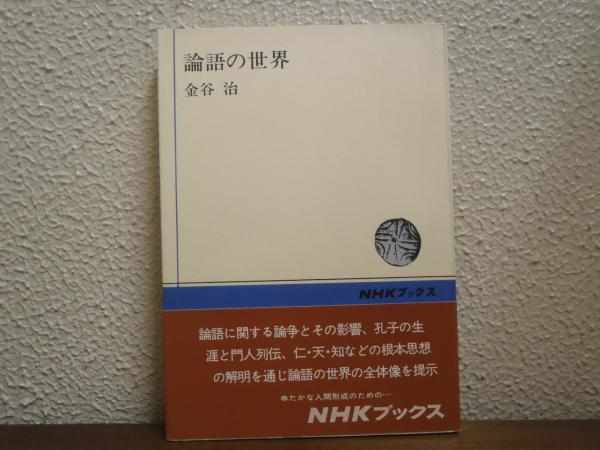 論語の世界
金谷 治
NHKブックス
論語に関する論争とその影響、孔子の生
涯と門人列伝、仁・天・知などの根本思想
の解明を通じ論語の世界の全体像を提示
ゆたかな人間形成のための…
NHKブックス